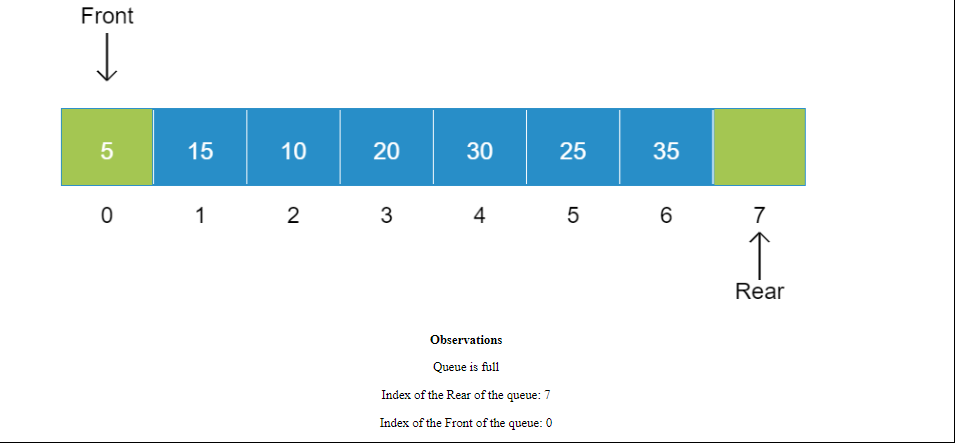 Front
5 15 10 20 30 25 35
0 1 2 3 4 5 6 7
Rear
Observations
Queue is full
Index of the Rear of the queue: 7
Index of the Front of the queue: 0